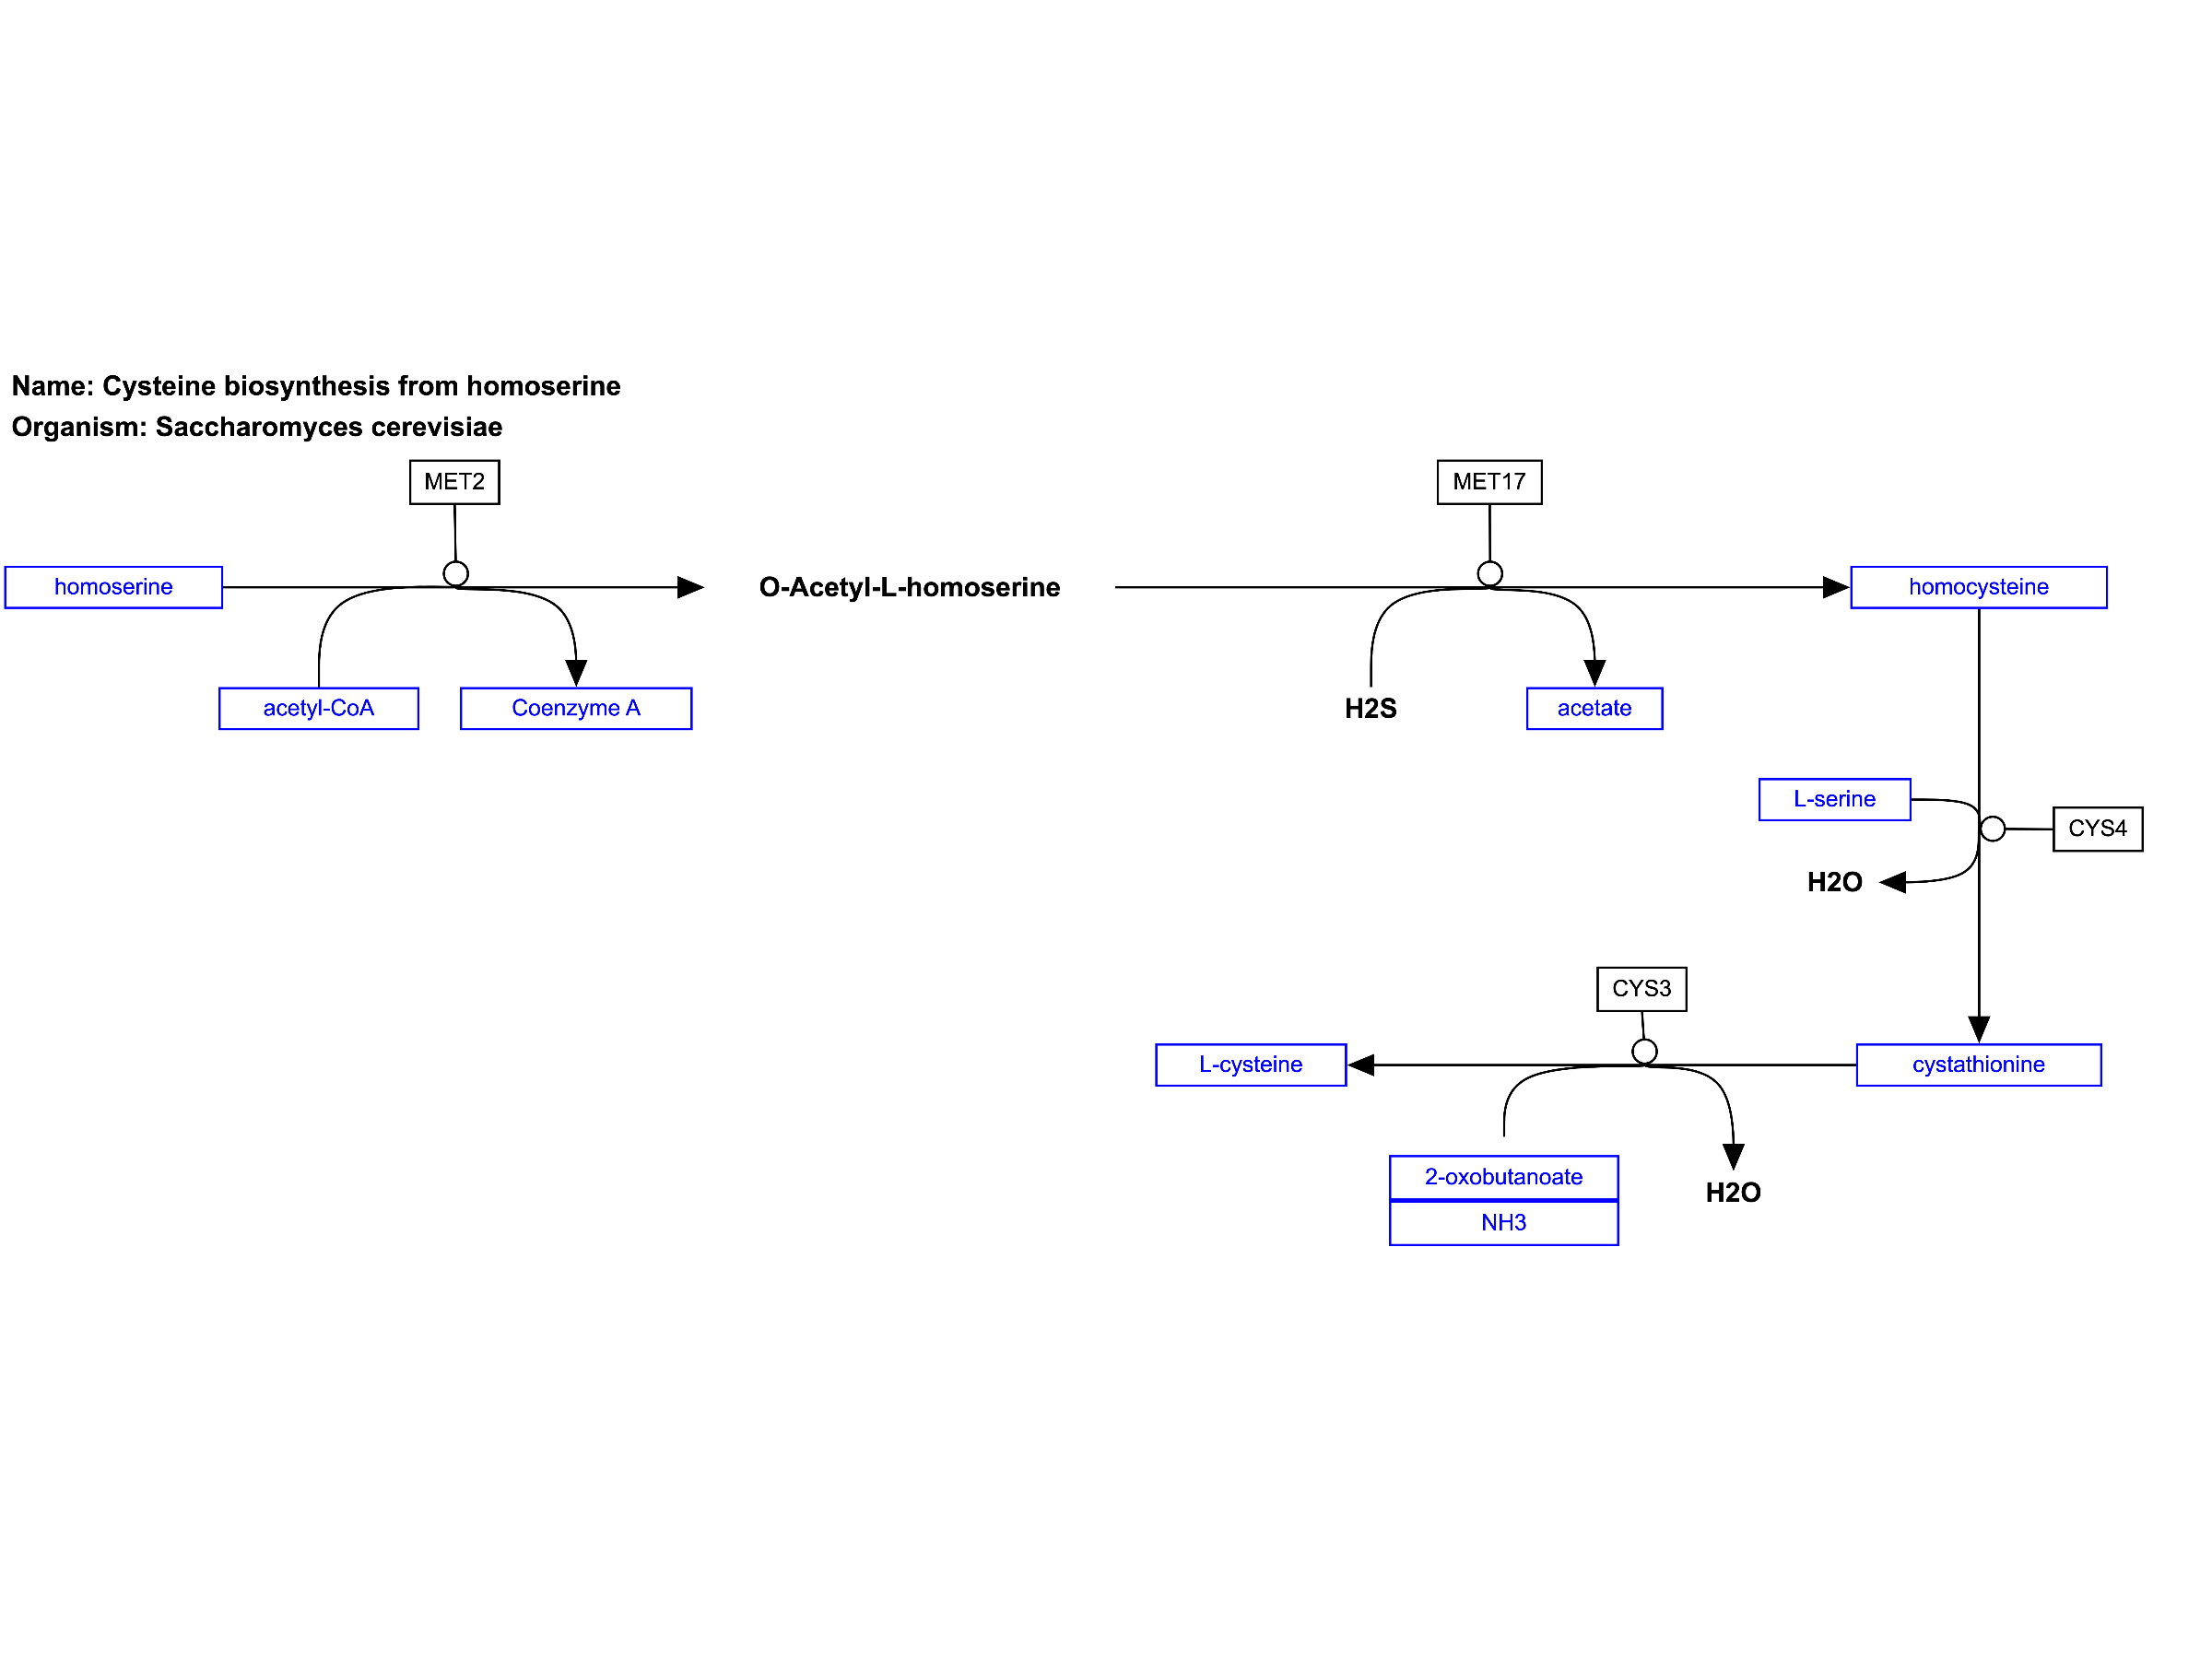 Name: Cysteine biosynthesis from homoserine
Organism: Saccharomyces cerevisiae
MET2
MET17
homoserine
O-Acetyl-L-homoserine
homocysteine
acetyl-CoA
Coenzyme A
H2S
acetate
L-serine
CYS4
H2O
CYS3
L-cysteine
cystathionine
2-oxobutanoate
H2O
NH3